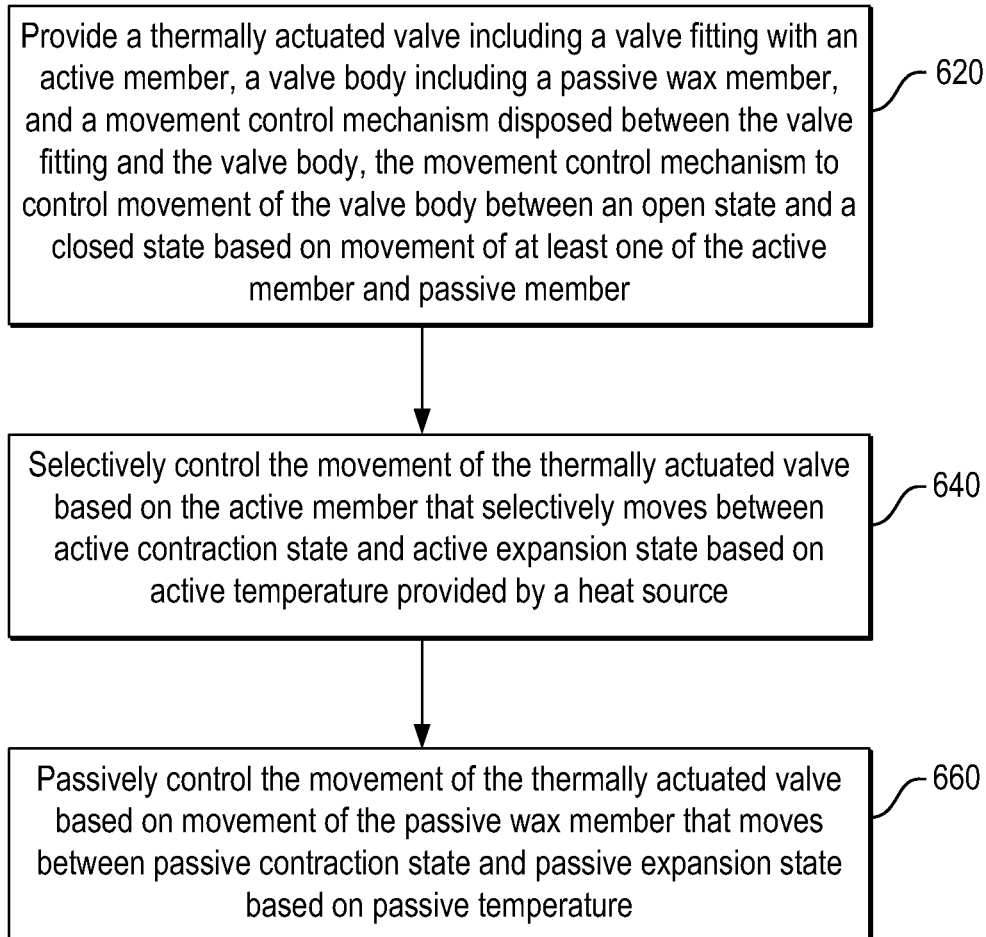 Provide a thermally actuated valve including a valve fitting with an
active member, a valve body including a passive wax member,
and a movement control mechanism disposed between the valve
fitting and the valve body, the movement control mechanism to
control movement of the valve body between an open state and a
closed state based on movement of at least one of the active
member and passive member
620
Selectively control the movement of the thermally actuated valve
based on the active member that selectively moves between
active contraction state and active expansion state based on
active temperature provided by a heat source
640
Passively control the movement of the thermally actuated valve
based on movement of the passive wax member that moves
between passive contraction state and passive expansion state
based on passive temperature
660